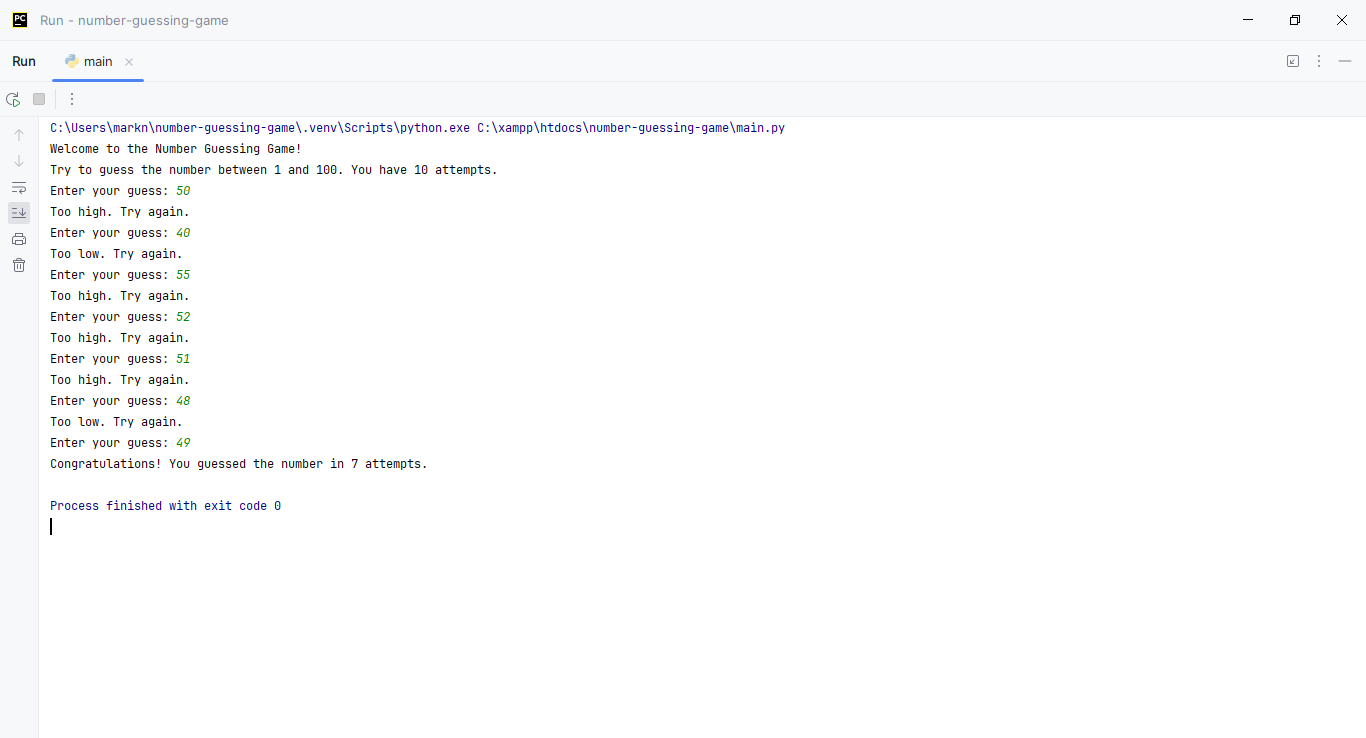 PC Run - number-guessing-game
Run main
C:\Users\markn\number-guessing-game\.venv\Scripts\python.exe C:\xampp\htdocs\number-guessing-game\main.py
Welcome to the Number Guessing Game!
Try to guess the number between 1 and 100. You have 10 attempts.
Enter your guess: 50
Too high. Try again.
Enter your guess: 40
Too low. Try again.
Enter your guess: 55
Too high. Try again.
Enter your guess: 52
Too high. Try again.
Enter your guess: 51
Too high. Try again.
Enter your guess: 48
Too low. Try again.
Enter your guess: 49
Congratulations! You guessed the number in 7 attempts.
Process finished with exit code 0